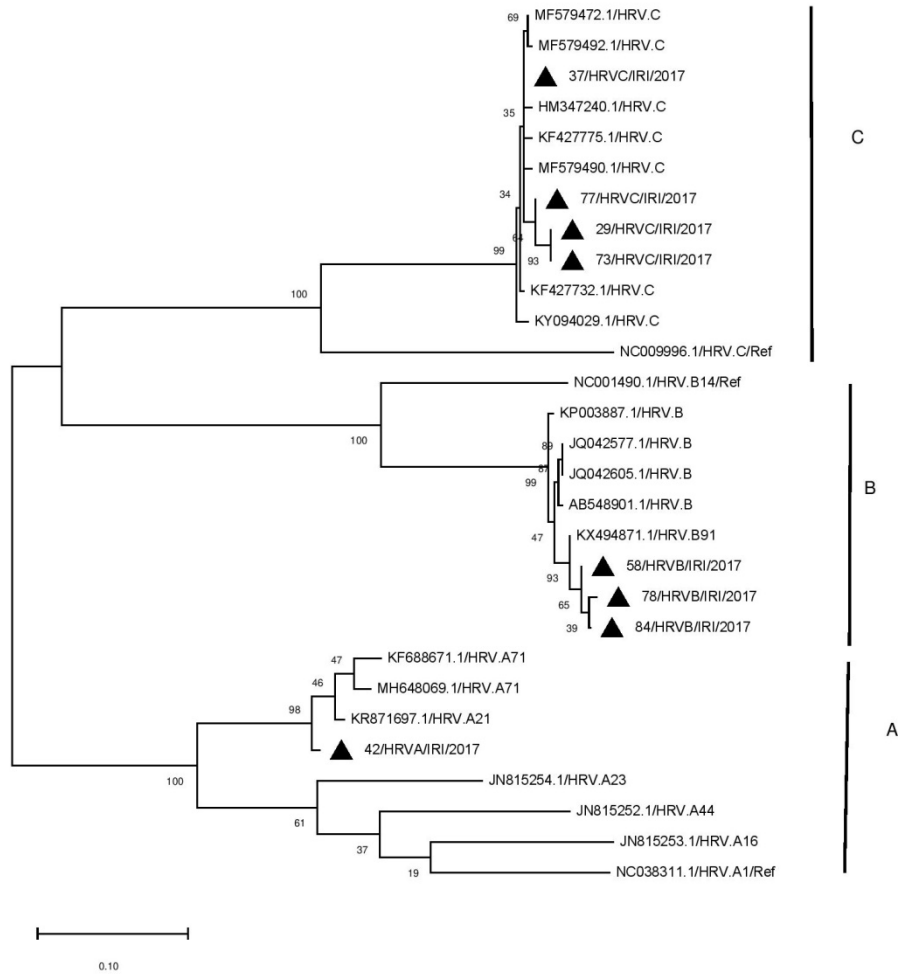 69
MF579472.1/HRV.C
MF579492.1/HRV.C
37/HRVC/IRI/2017
35
HM347240.1/HRV.C
KF427775.1/HRV.C
C
MF579490.1/HRV.C
34
77/HRVC/IRI/2017
64
29/HRVC/IRI/2017
99
93
73/HRVC/IRI/2017
100
KF427732.1/HRV.C
KY094029.1/HRV.C
NC009996.1/HRV.C/Ref
NC001490.1/HRV.B14/Ref
KP003887.1/HRV.B
100
89
JQ042577.1/HRV.B
87
JQ042605.1/HRV.B
99
B
AB548901.1/HRV.B
47
KX494871.1/HRV.B91
93
58/HRVB/IRI/2017
65
78/HRVB/IRI/2017
39
84/HRVB/IRI/2017
47
KF688671.1/HRV.A71
46
MH648069.1/HRV.A71
98
KR871697.1/HRV.A21
A
42/HRVA/IRI/2017
100
JN815254.1/HRV.A23
61
JN815252.1/HRV.A44
37
JN815253.1/HRV.A16
19
NC038311.1/HRV.A1/Ref
0.10